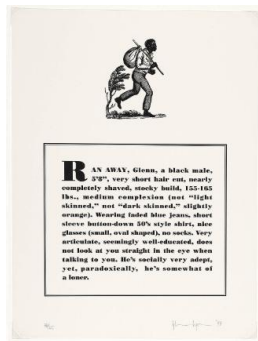 RAN AWAY, Glenn, a black male,
5'8", very short hair cut, nearly
completely shaved, stocky build, 155-165
lbs., medium complexion (not "light
skinned," not "dark skinned," slightly
orange). Wearing faded blue jeans, short
sleeve button-down 50's style shirt, nice
glasses (small, oval shaped), no socks. Very
articulate, seemingly well-educated, does
not look at you straight in the eye when
talking to you. He's socially very adept,
yet, paradoxically, he's somewhat of
a loner.